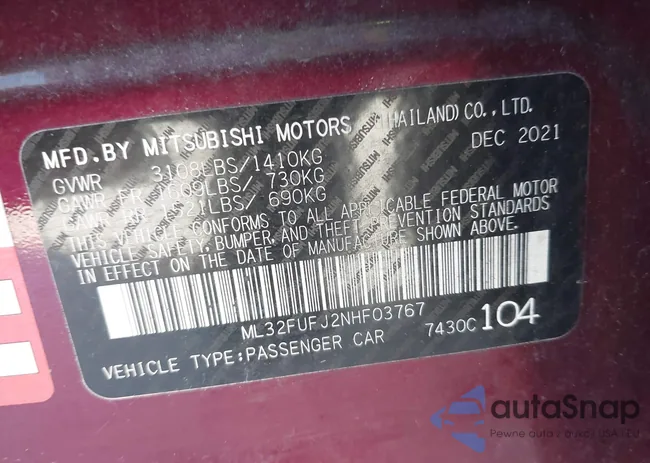 MFD.BY MITSUBISHI MOTORS (THAILAND) CO., LTD.
DEC 2021
GVWR 3108LBS/1410KG
GAWR FR 1609LBS/ 730KG
GAWR RR 1521LBS/ 690KG
THIS VEHICLE CONFORMS TO ALL APPLICABLE FEDERAL MOTOR
VEHICLE SAFETY, BUMPER, AND THEFT PREVENTION STANDARDS
IN EFFECT ON THE DATE OF MANUFACTURE SHOWN ABOVE.
ML32FUFJ2NHF03767
VEHICLE TYPE:PASSENGER CAR 7430C 104
autoSnap